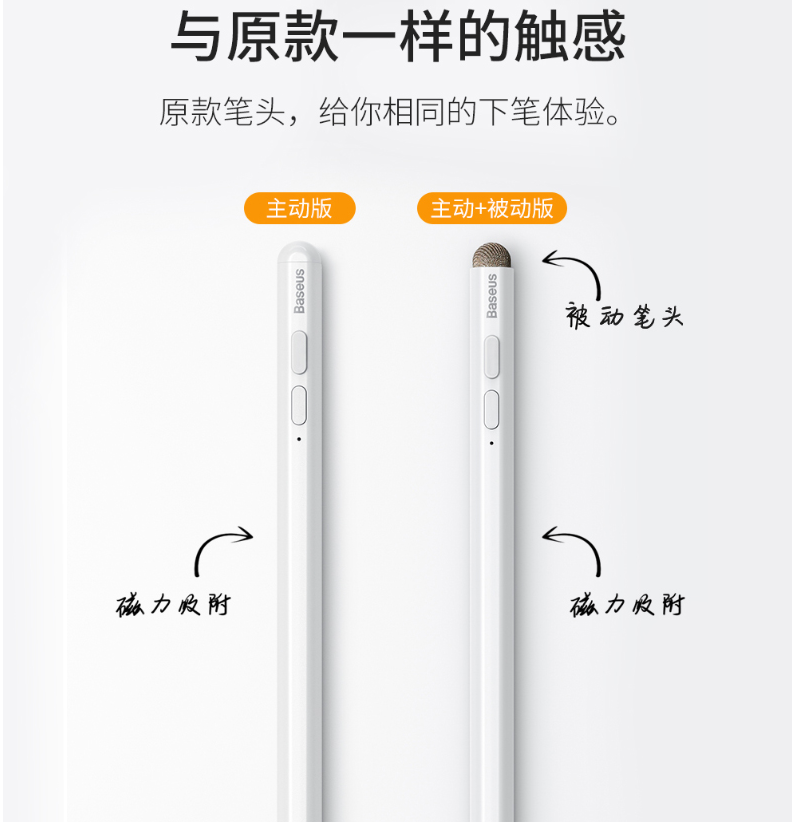 与原款一样的触感
原款笔头，给你相同的下笔体验。
主动版
主动+被动版
Baseus
Baseus
被动笔头
磁力吸附
磁力吸附